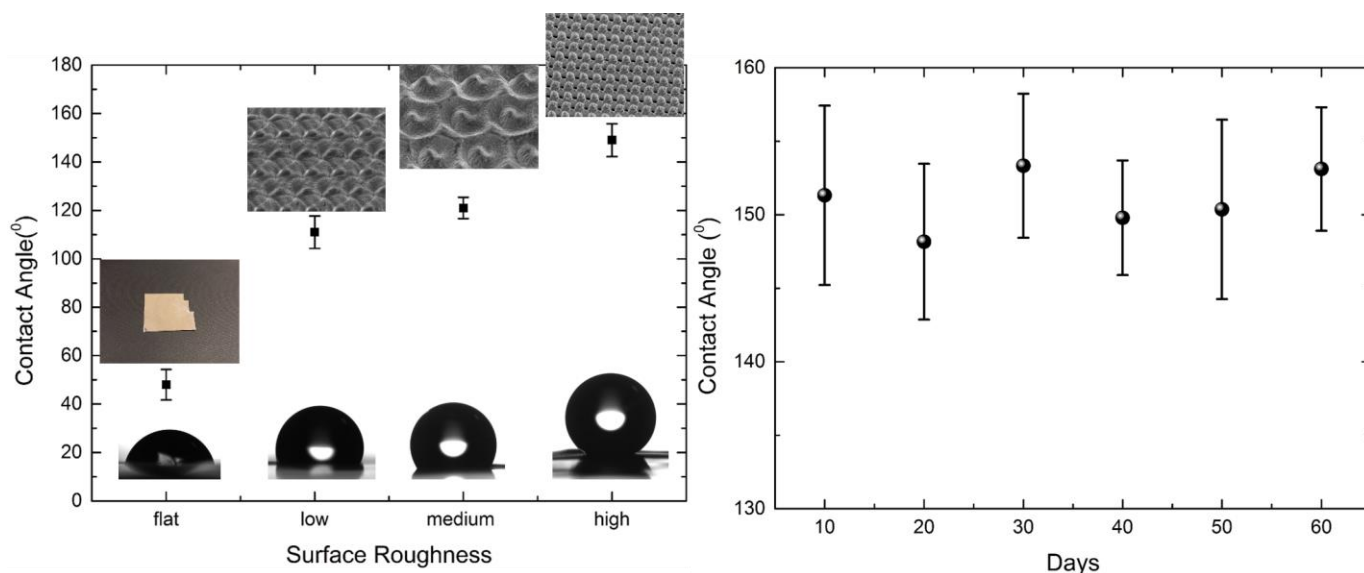 180
160
140
120
100
80
60
40
20
0
Contact Angle(⁰)
flat low medium high
Surface Roughness
160
150
140
130
Contact Angle (⁰)
10 20 30 40 50 60
Days